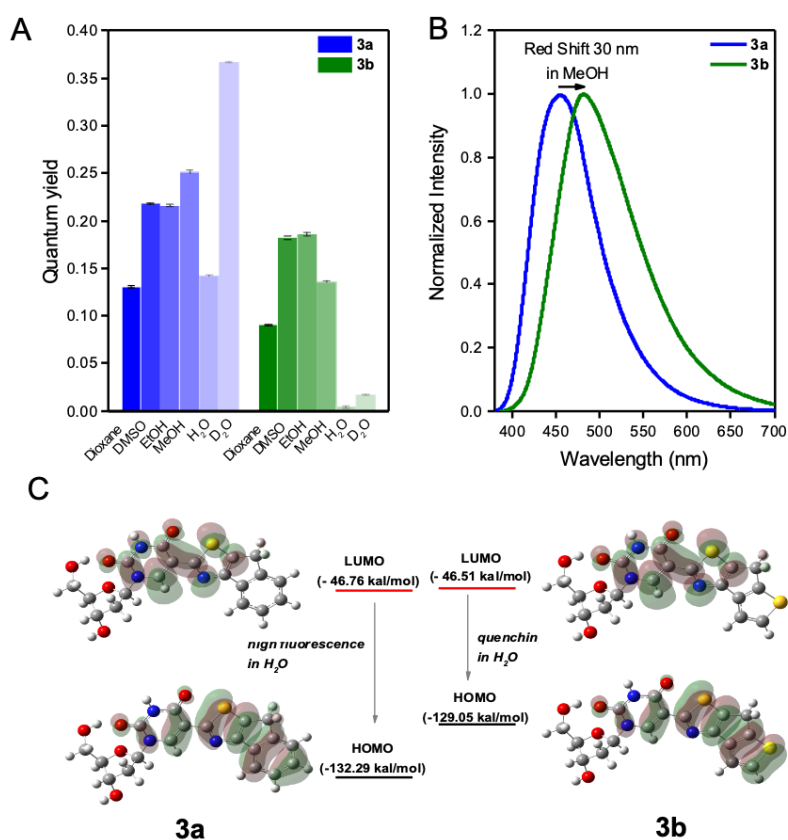 A
0.40
0.35
0.30
0.25
0.20
0.15
0.10
0.05
0.00
Quantum yield
3a
3b
Dioxane
DMSO
EtOH
MeOH
H2O
D2O
Dioxane
DMSO
EtOH
MeOH
H2O
D2O
B
1.2
1.0
0.8
0.6
0.4
0.2
0.0
Normalized Intensity
Red Shift 30 nm
in MeOH
3a
3b
400 450 500 550 600 650 700
Wavelength (nm)
C
LUMO
(- 46.76 kal/mol)
LUMO
(- 46.51 kal/mol)
fluorescence
in H2O
quenchin
in H2O
HOMO
(-129.05 kal/mol)
HOMO
(-132.29 kal/mol)
3a
3b